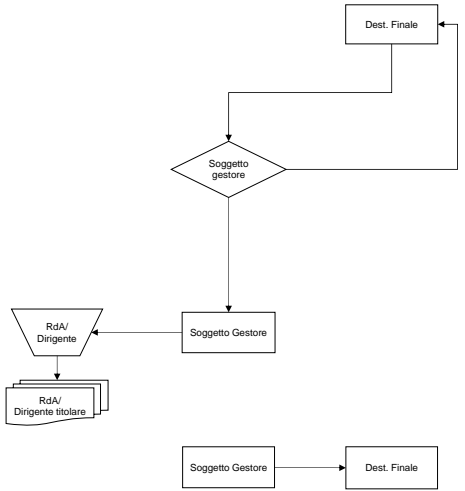 Dest. Finale
Soggetto
gestore
RdA/
Dirigente
Soggetto Gestore
RdA/
Dirigente titolare
Soggetto Gestore
Dest. Finale